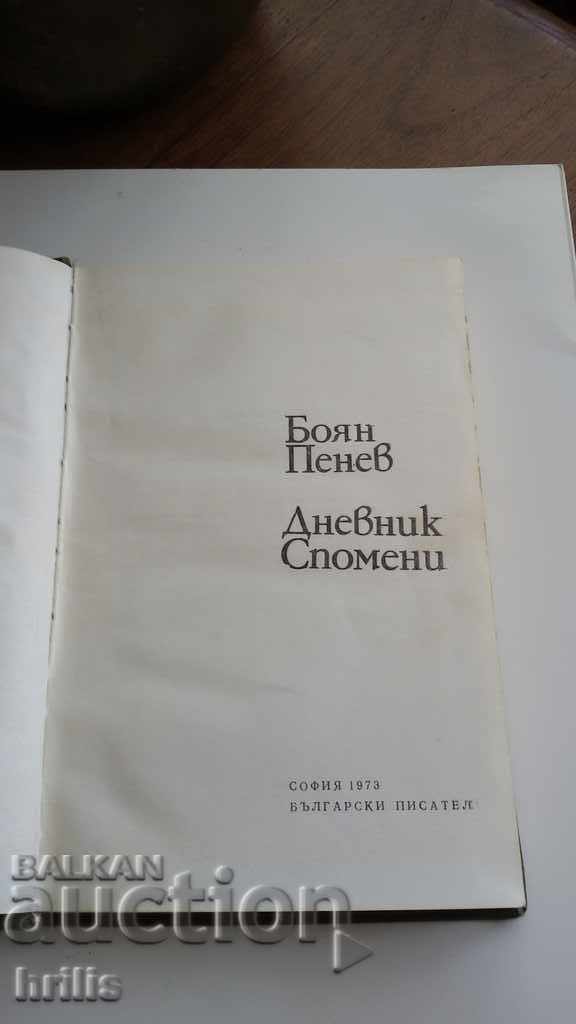 Боян
Пенев
Дневник
Спомени
СОФИЯ 1973
БЪЛГАРСКИ ПИСАТЕЛ
BALKAN
auction
hrilis